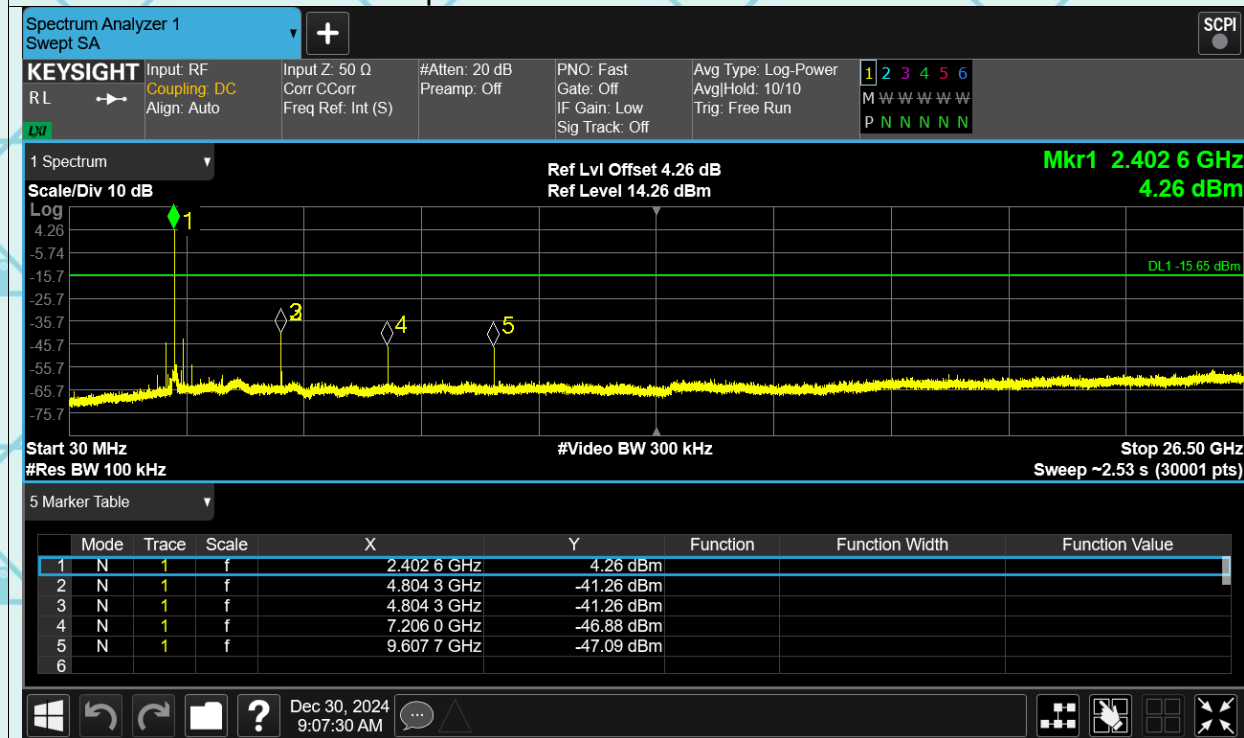 Spectrum Analyzer 1
Swept SA
+
SCPI
KEYSIGHT
RL
LXI
Input: RF
Coupling: DC
Align: Auto
Input Z: 50 Ω
Corr CCorr
Freq Ref: Int (S)
#Atten: 20 dB
Preamp: Off
PNO: Fast
Gate: Off
IF Gain: Low
Sig Track: Off
Avg Type: Log-Power
Avg|Hold: 10/10
Trig: Free Run
1 2 3 4 5 6
M W W W W W
P N N N N N
1 Spectrum
Scale/Div 10 dB
Log
Ref Lvl Offset 4.26 dB
Ref Level 14.26 dBm
Mkr1 2.402 6 GHz
4.26 dBm
4.26
-5.74
-15.7
-25.7
-35.7
-45.7
-55.7
-65.7
-75.7
DL1 -15.65 dBm
1
3
4
5
Start 30 MHz
#Res BW 100 kHz
#Video BW 300 kHz
Stop 26.50 GHz
Sweep ~2.53 s (30001 pts)
5 Marker Table
Mode Trace Scale X Y Function Function Width Function Value
1 N 1 f 2.402 6 GHz 4.26 dBm
2 N 1 f 4.804 3 GHz -41.26 dBm
3 N 1 f 4.804 3 GHz -41.26 dBm
4 N 1 f 7.206 0 GHz -46.88 dBm
5 N 1 f 9.607 7 GHz -47.09 dBm
6
?
Dec 30, 2024
9:07:30 AM